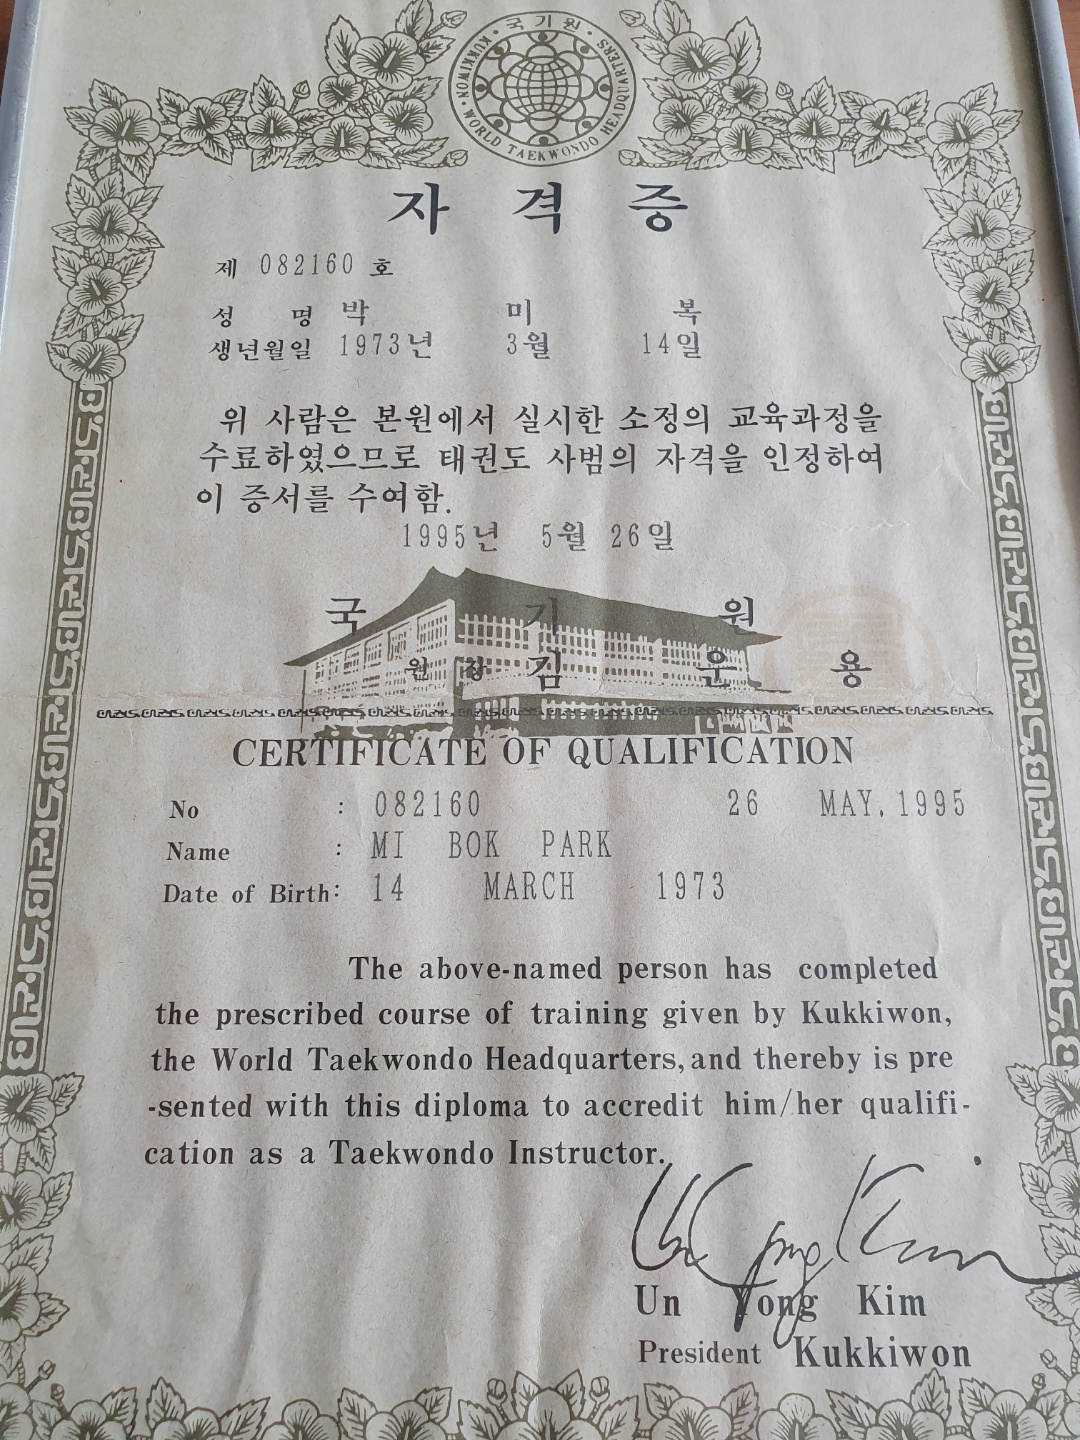 국기원
KUKKIWON · WORLD TAEKWONDO HEADQUARTERS
자격증
제 082160 호
성 명 박 미 복
생년월일 1973년 3월 14일
위 사람은 본원에서 실시한 소정의 교육과정을
수료하였으므로 태권도 사범의 자격을 인정하여
이 증서를 수여함.
1995년 5월 26일
국 기 원
원 장 김 운 용
CERTIFICATE OF QUALIFICATION
No : 082160 26 MAY. 1995
Name : MI BOK PARK
Date of Birth: 14 MARCH 1973
The above-named person has completed
the prescribed course of training given by Kukkiwon,
the World Taekwondo Headquarters, and thereby is pre
-sented with this diploma to accredit him/her qualifi-
cation as a Taekwondo Instructor.
Un Yong Kim
Un Yong Kim
President Kukkiwon